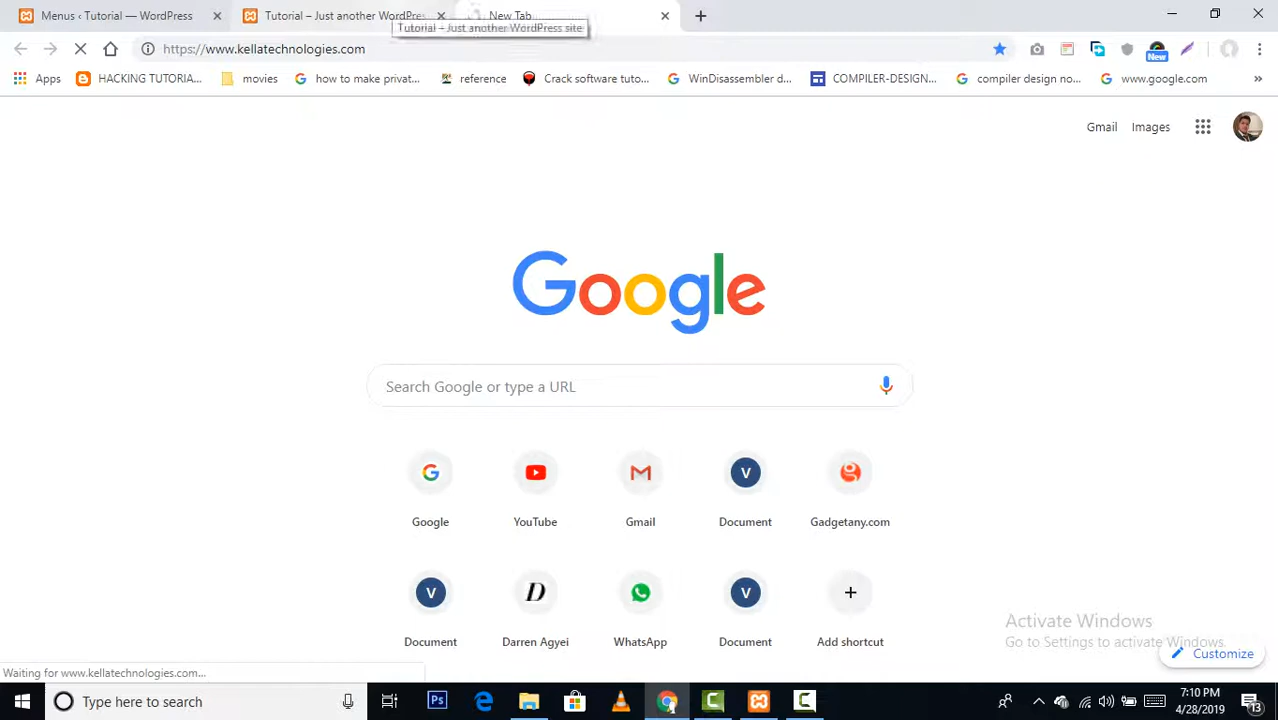 Menus ‹ Tutorial — WordPress
Tutorial – Just another WordPres
New Tab
Tutorial – Just another WordPress site
https://www.kellatechnologies.com
New
Apps
HACKING TUTORIA...
movies
how to make privat...
reference
Crack software tuto...
WinDisassembler d...
COMPILER-DESIGN...
compiler design no...
www.google.com
»
Gmail
Images
Google
Search Google or type a URL
Google
YouTube
Gmail
V
Document
Gadgetany.com
V
Document
D
Darren Agyei
WhatsApp
V
Document
Add shortcut
Activate Windows
Go to Settings to activate Windows.
Customize
Waiting for www.kellatechnologies.com...
Type here to search
Ps
7:10 PM
4/28/2019
13